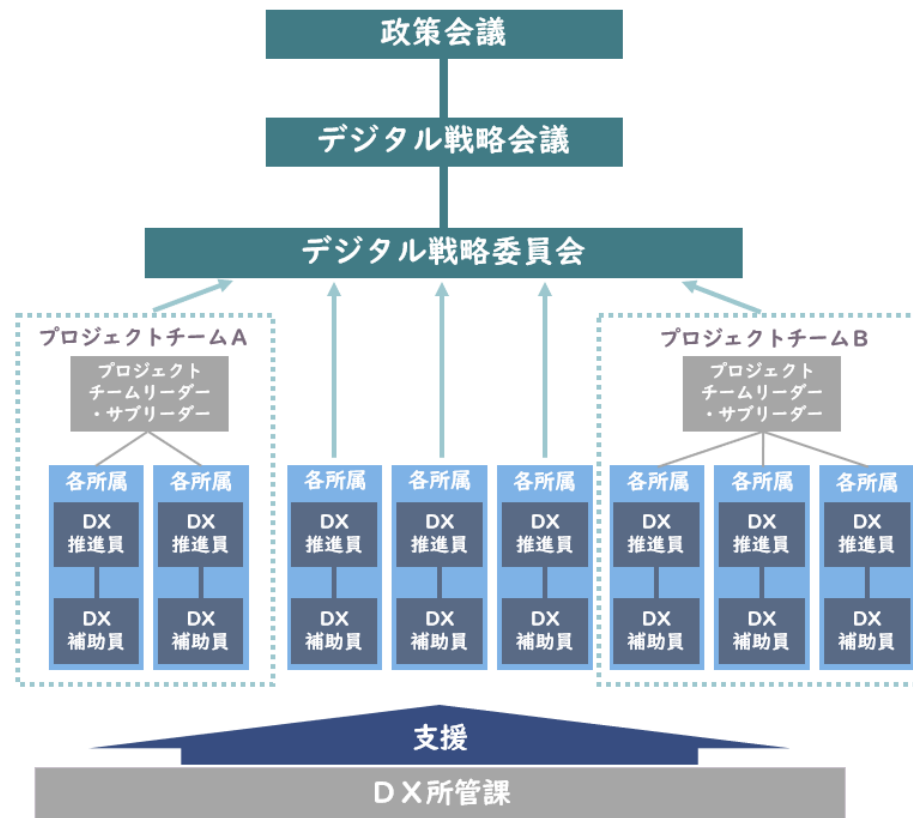 政策会議
デジタル戦略会議
デジタル戦略委員会
プロジェクトチームA
プロジェクト
チームリーダー
・サブリーダー
各所属
DX
推進員
DX
補助員
各所属
DX
推進員
DX
補助員
各所属
DX
推進員
DX
補助員
各所属
DX
推進員
DX
補助員
各所属
DX
推進員
DX
補助員
プロジェクトチームB
プロジェクト
チームリーダー
・サブリーダー
各所属
DX
推進員
DX
補助員
各所属
DX
推進員
DX
補助員
各所属
DX
推進員
DX
補助員
支援
DX所管課